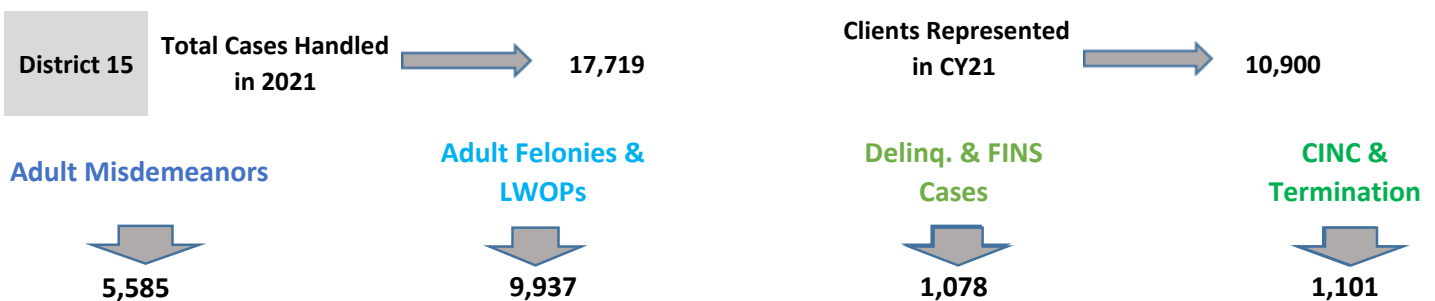 District 15
Total Cases Handled
in 2021
17,719
Clients Represented
in CY21
10,900
Adult Misdemeanors
Adult Felonies &
LWOPs
Delinq. & FINS
Cases
CINC &
Termination
5,585
9,937
1,078
1,101